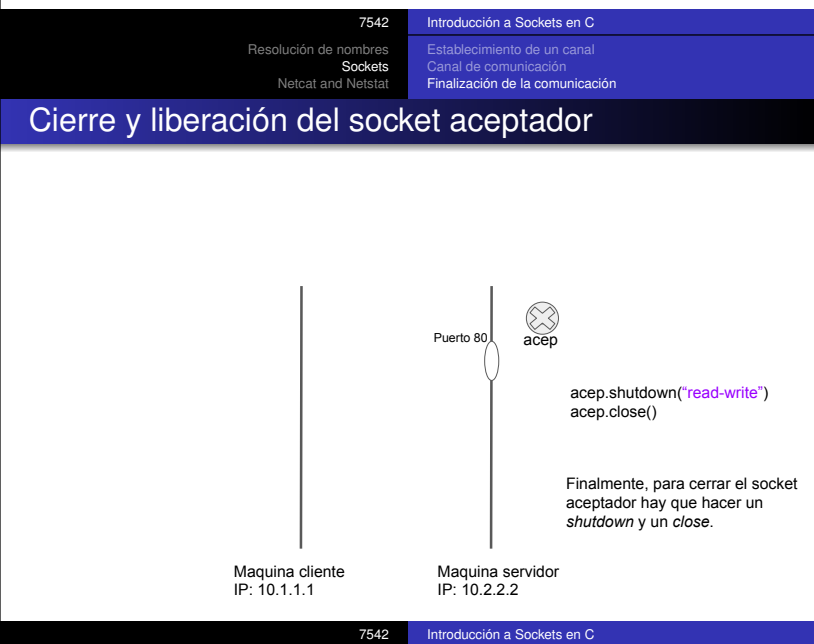 7542 Introducción a Sockets en C
Resolución de nombres
Sockets
Netcat and Netstat
Establecimiento de un canal
Canal de comunicación
Finalización de la comunicación
Cierre y liberación del socket aceptador
Puerto 80
acep
acep.shutdown(“read-write”)
acep.close()
Finalmente, para cerrar el socket
aceptador hay que hacer un
shutdown y un close.
Maquina cliente
IP: 10.1.1.1
Maquina servidor
IP: 10.2.2.2
7542 Introducción a Sockets en C